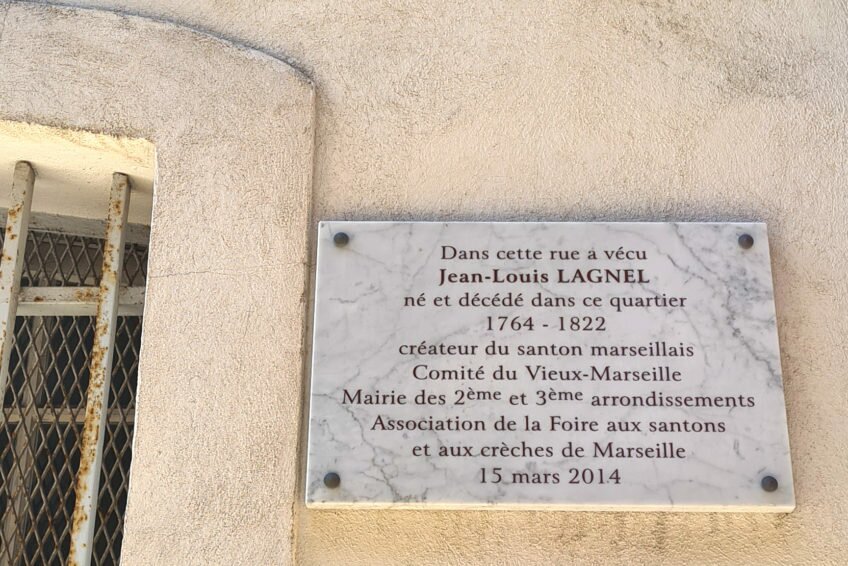 Dans cette rue a vécu
Jean-Louis LAGNEL
né et décédé dans ce quartier
1764 - 1822
créateur du santon marseillais
Comité du Vieux-Marseille
Mairie des 2ème et 3ème arrondissements
Association de la Foire aux santons
et aux crèches de Marseille
15 mars 2014